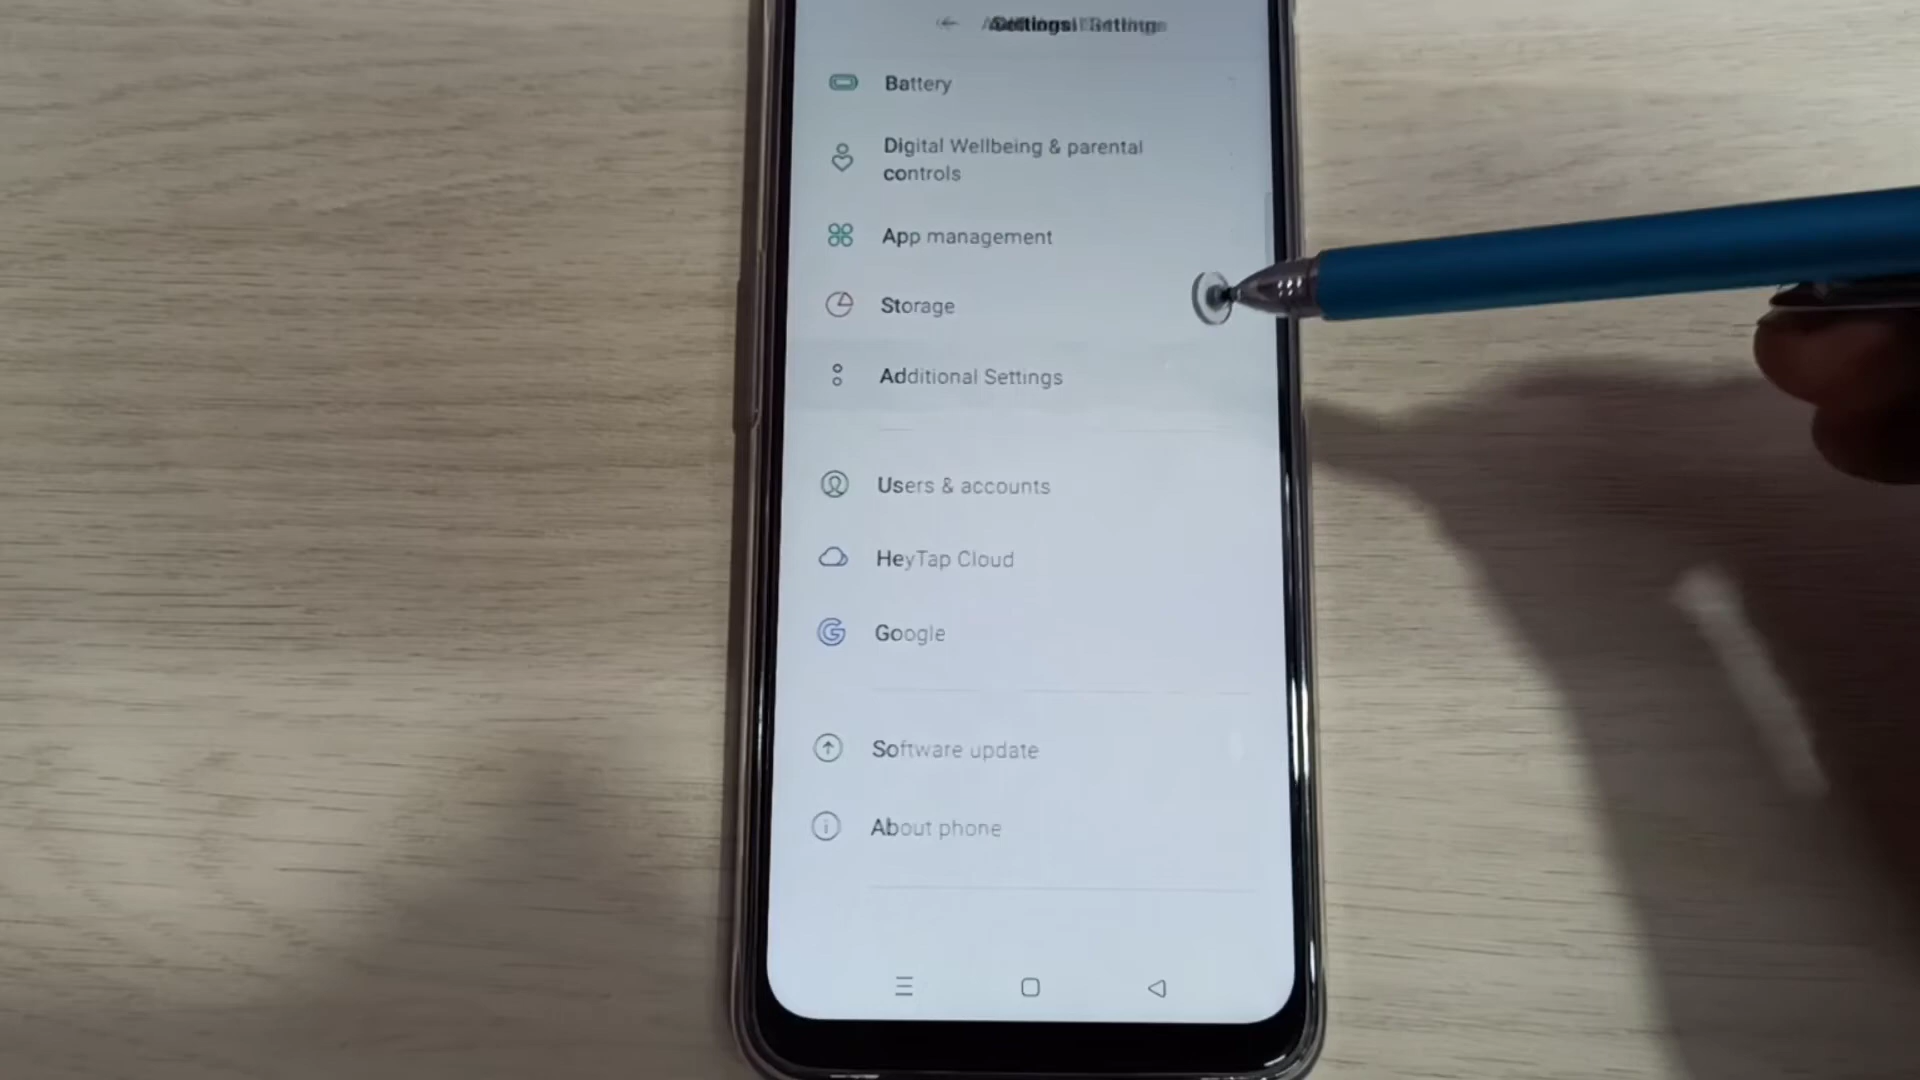 Settings
Battery
Digital Wellbeing & parental
controls
App management
Storage
Additional Settings
Users & accounts
HeyTap Cloud
Google
Software update
About phone